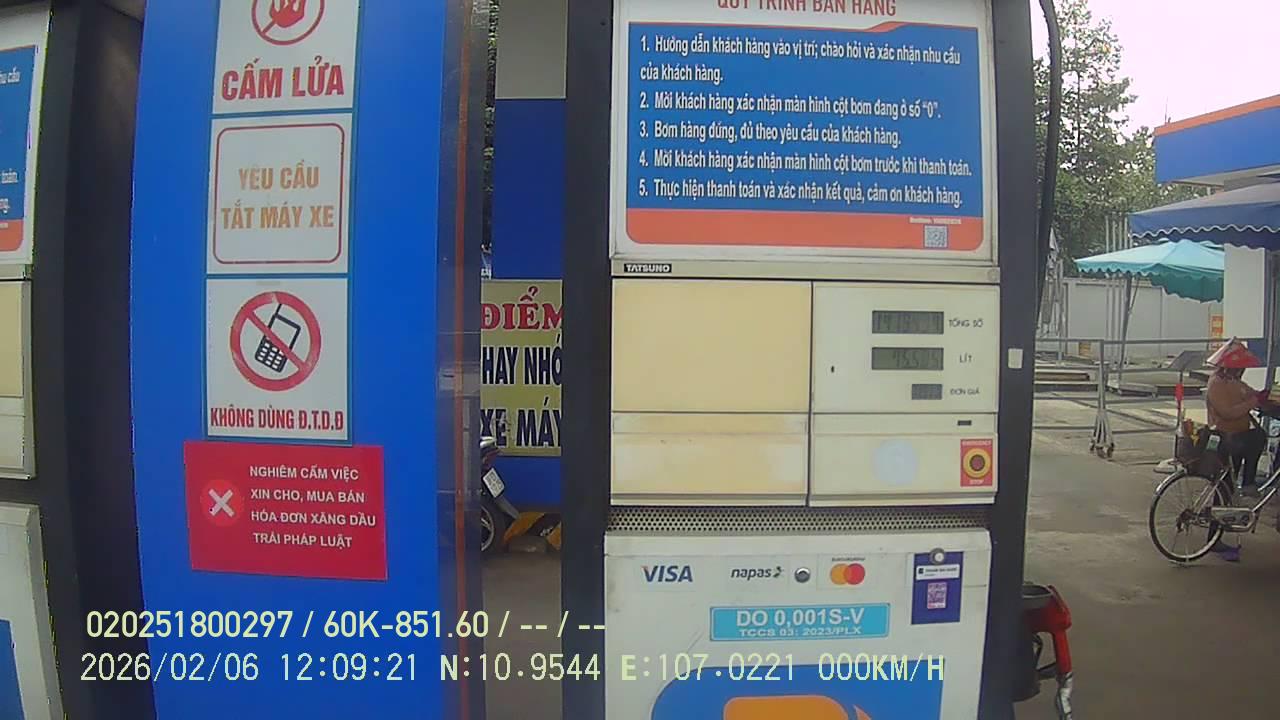 CẤM LỬA
YÊU CẦU
TẮT MÁY XE
KHÔNG DÙNG Đ.T.D.Đ
NGHIÊM CẤM VIỆC
XIN CHO, MUA BÁN
HÓA ĐƠN XĂNG DẦU
TRÁI PHÁP LUẬT
ĐIỂM
HAY NHỚ
XE MÁY
QUY TRÌNH BÁN HÀNG
1. Hướng dẫn khách hàng vào vị trí; chào hỏi và xác nhận nhu cầu
của khách hàng.
2. Mời khách hàng xác nhận màn hình cột bơm đang ở số "0".
3. Bơm hàng đúng, đủ theo yêu cầu của khách hàng.
4. Mời khách hàng xác nhận màn hình cột bơm trước khi thanh toán.
5. Thực hiện thanh toán và xác nhận kết quả, cảm ơn khách hàng.
TATSUNO
TỔNG SỐ
LÍT
ĐƠN GIÁ
EMERGENCY
STOP
VISA
napas
DO 0,001S-V
TCCS 03: 2023/PLX
020251800297 / 60K-851.60 / -- / --
2026/02/06 12:09:21 N:10.9544 E:107.0221 000KM/H